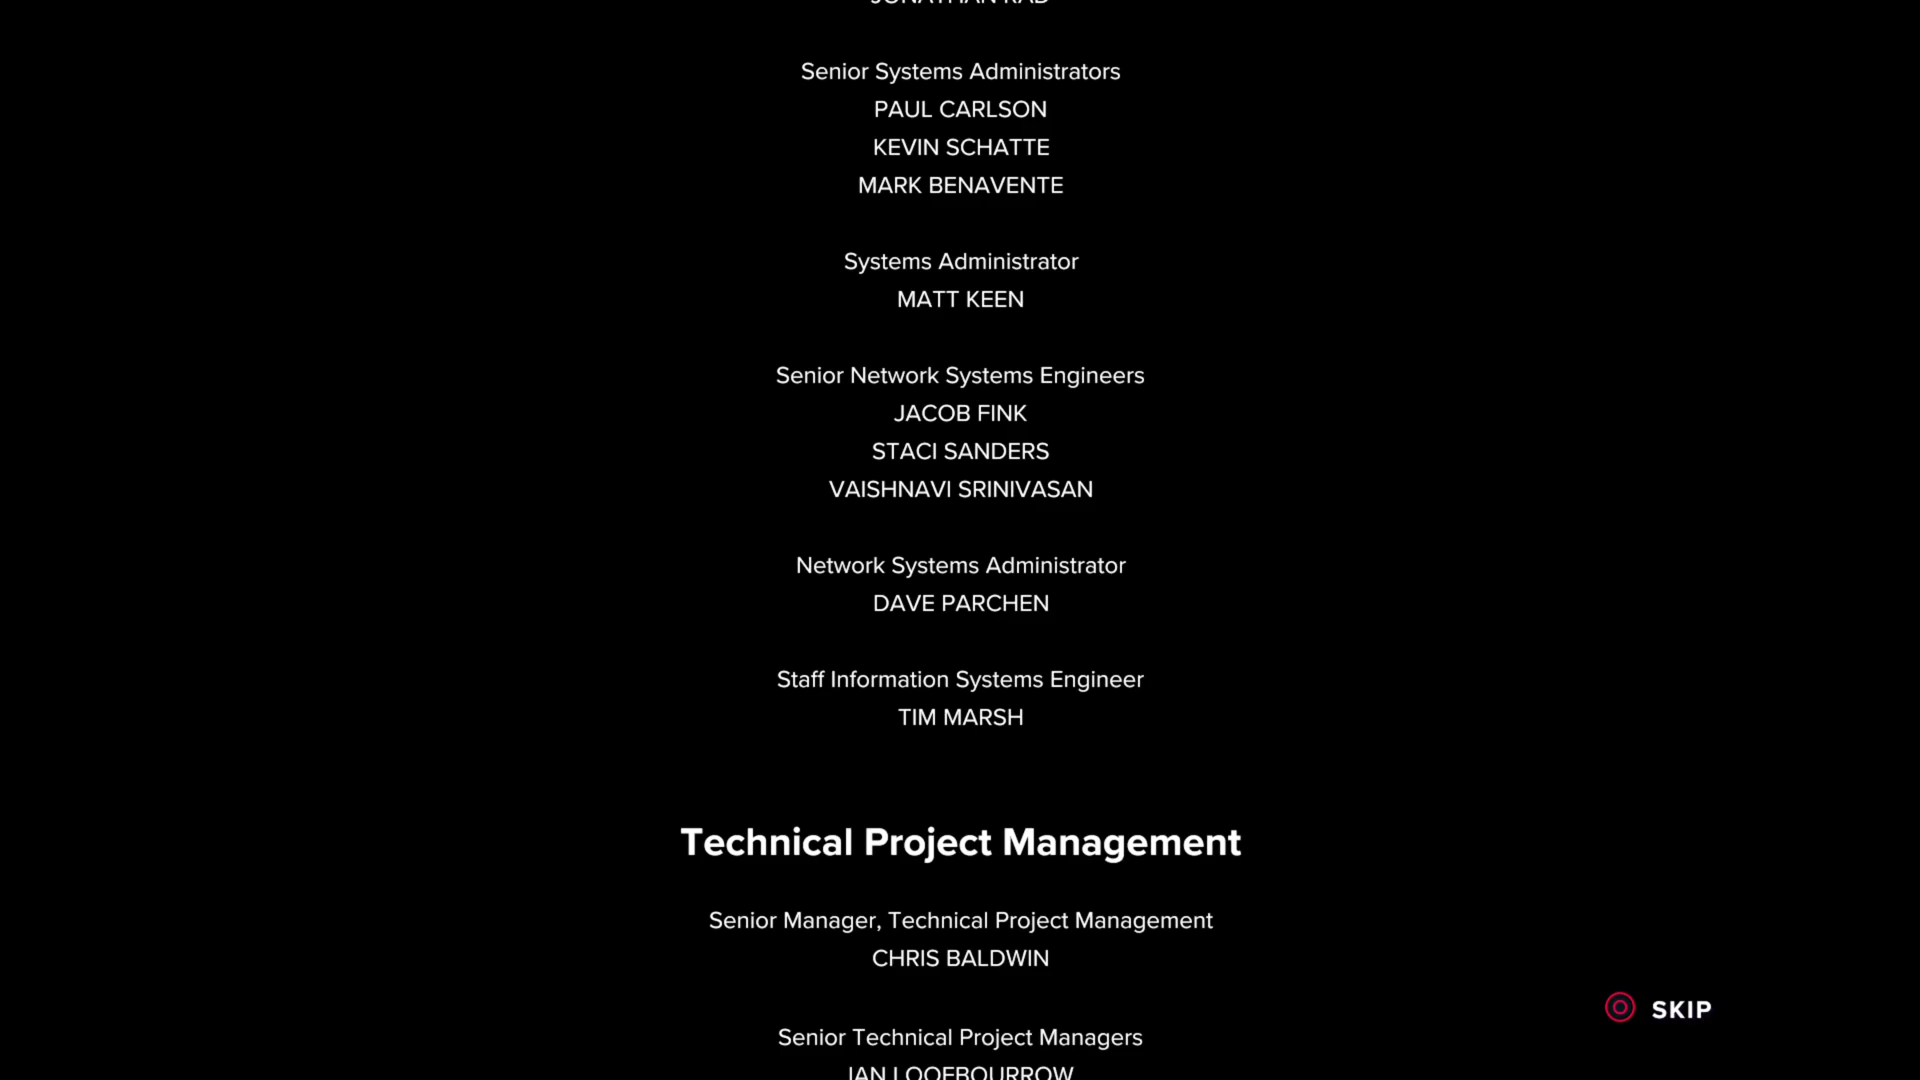 Senior Systems Administrators
PAUL CARLSON
KEVIN SCHATTE
MARK BENAVENTE
Systems Administrator
MATT KEEN
Senior Network Systems Engineers
JACOB FINK
STACI SANDERS
VAISHNAVI SRINIVASAN
Network Systems Administrator
DAVE PARCHEN
Staff Information Systems Engineer
TIM MARSH
Technical Project Management
Senior Manager, Technical Project Management
CHRIS BALDWIN
SKIP
Senior Technical Project Managers